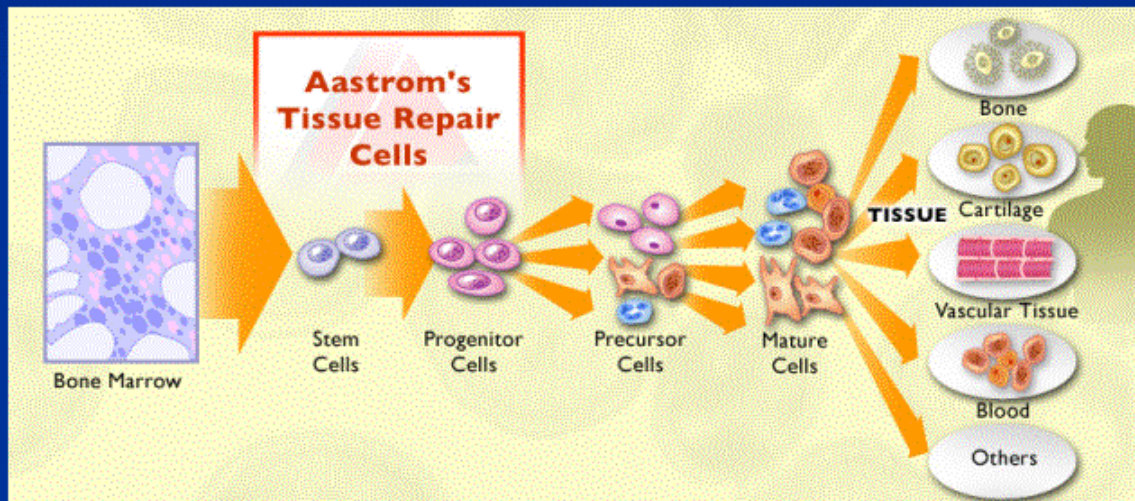 Aastrom's
Tissue Repair
Cells
Bone Marrow
Stem
Cells
Progenitor
Cells
Precursor
Cells
Mature
Cells
TISSUE
Bone
Cartilage
Vascular Tissue
Blood
Others